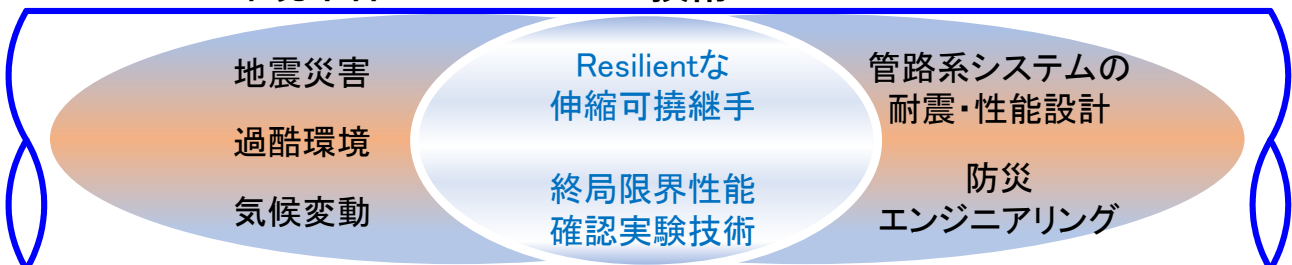 地震災害
過酷環境
気候変動
Resilientな
伸縮可撓継手
終局限界性能
確認実験技術
管路系システムの
耐震・性能設計
防災
エンジニアリング